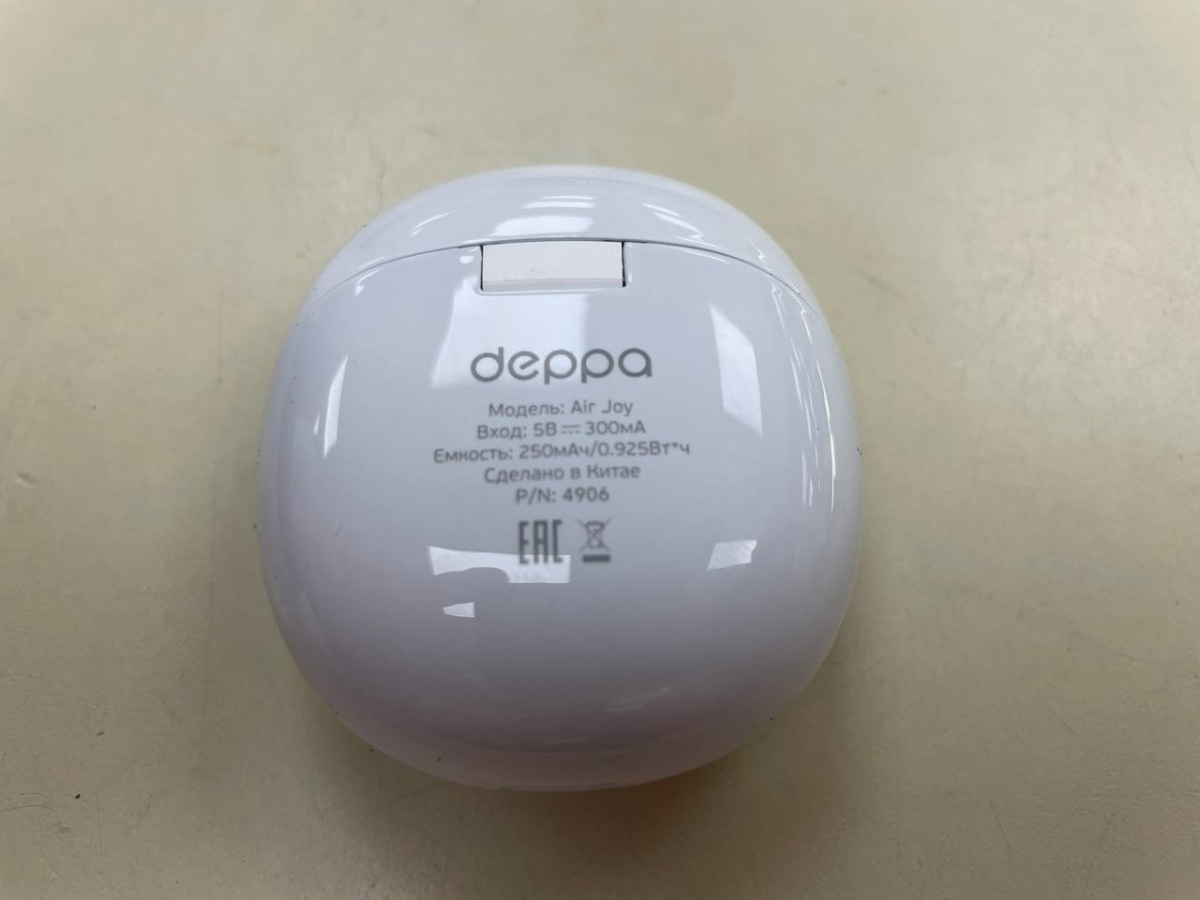 deppa
Модель: Air Joy
Вход: 5В ⎓ 300мА
Емкость: 250мАч/0.925Вт*ч
Сделано в Китае
P/N: 4906
EAC